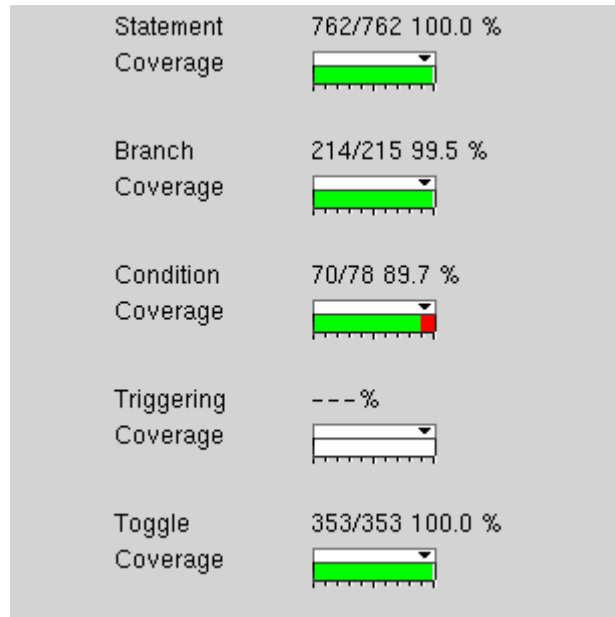 Statement 762/762 100.0 %
Coverage
Branch 214/215 99.5 %
Coverage
Condition 70/78 89.7 %
Coverage
Triggering ---%
Coverage
Toggle 353/353 100.0 %
Coverage